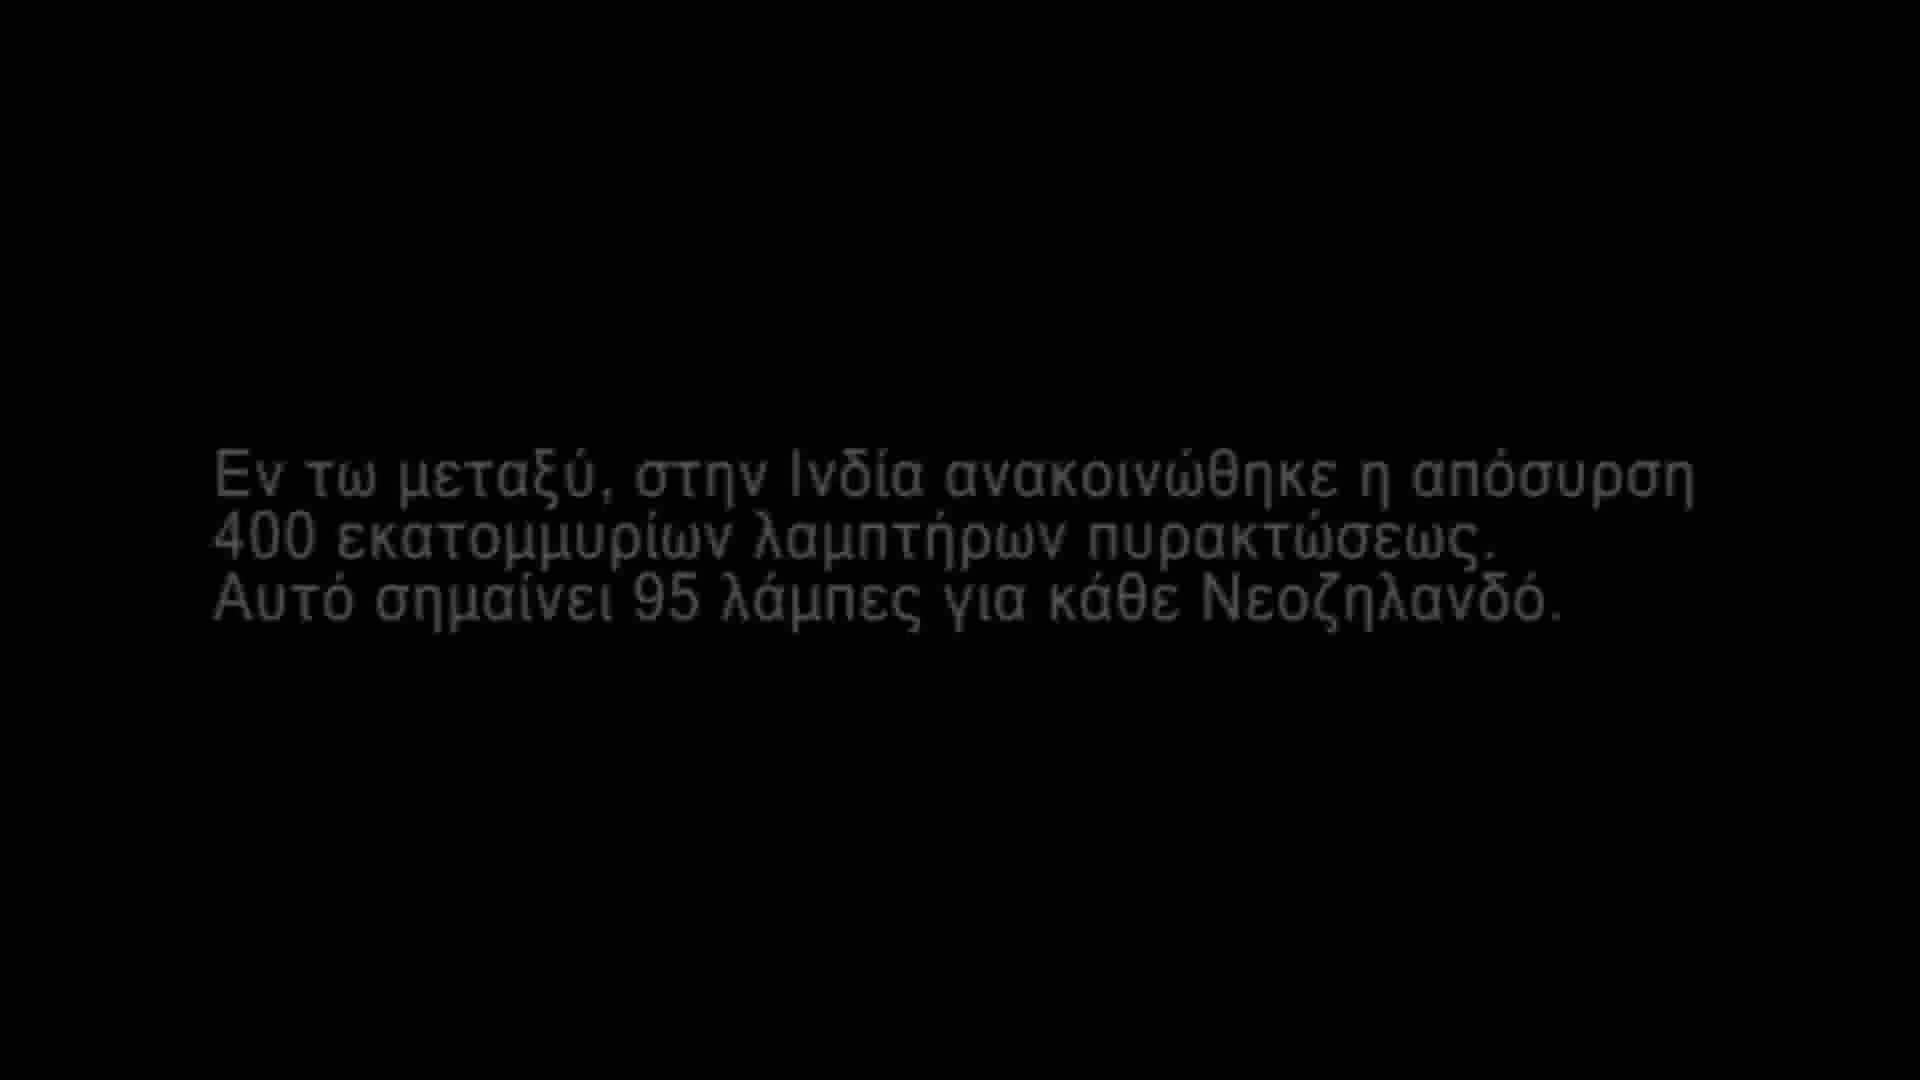 Εν τω μεταξύ, στην Ινδία ανακοινώθηκε η απόσυρση
400 εκατομμυρίων λαμπτήρων πυρακτώσεως.
Αυτό σημαίνει 95 λάμπες για κάθε Νεοζηλανδό.